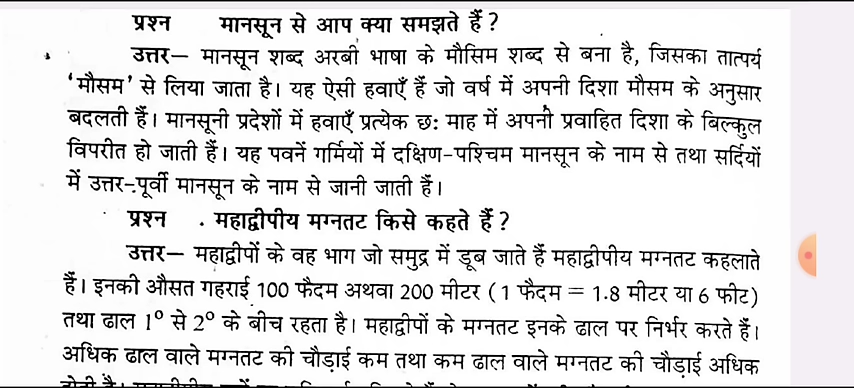 प्रश्न मानसून से आप क्या समझते हैं ?
उत्तर— मानसून शब्द अरबी भाषा के मौसिम शब्द से बना है, जिसका तात्पर्य
‘मौसम’ से लिया जाता है। यह ऐसी हवाएँ हैं जो वर्ष में अपनी दिशा मौसम के अनुसार
बदलती हैं। मानसूनी प्रदेशों में हवाएँ प्रत्येक छ: माह में अपनी प्रवाहित दिशा के बिल्कुल
विपरीत हो जाती हैं। यह पवनें गर्मियों में दक्षिण-पश्चिम मानसून के नाम से तथा सर्दियों
में उत्तर-पूर्वी मानसून के नाम से जानी जाती हैं।
प्रश्न . महाद्वीपीय मग्नतट किसे कहते हैं ?
उत्तर— महाद्वीपों के वह भाग जो समुद्र में डूब जाते हैं महाद्वीपीय मग्नतट कहलाते
हैं। इनकी औसत गहराई 100 फैदम अथवा 200 मीटर (1 फैदम = 1.8 मीटर या 6 फीट)
तथा ढाल 1° से 2° के बीच रहता है। महाद्वीपों के मग्नतट इनके ढाल पर निर्भर करते हैं।
अधिक ढाल वाले मग्नतट की चौड़ाई कम तथा कम ढाल वाले मग्नतट की चौड़ाई अधिक